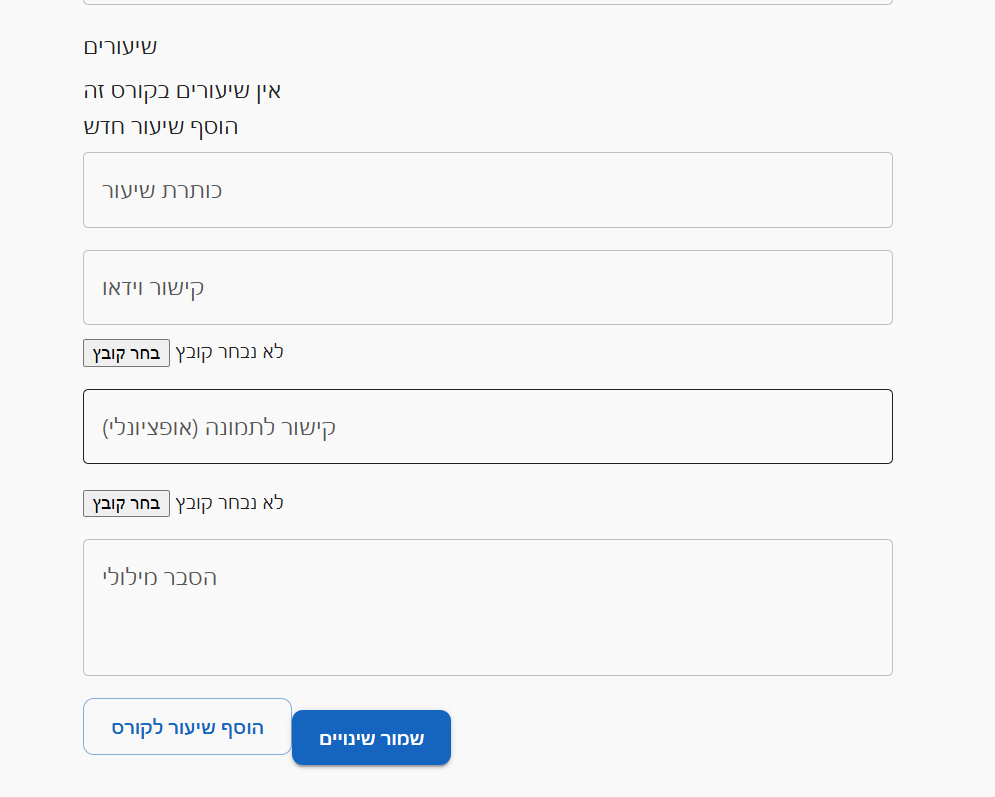 שיעורים
אין שיעורים בקורס זה
הוסף שיעור חדש
כותרת שיעור
קישור וידאו
בחר קובץ לא נבחר קובץ
קישור לתמונה (אופציונלי)
בחר קובץ לא נבחר קובץ
הסבר מילולי
הוסף שיעור לקורס
שמור שינויים